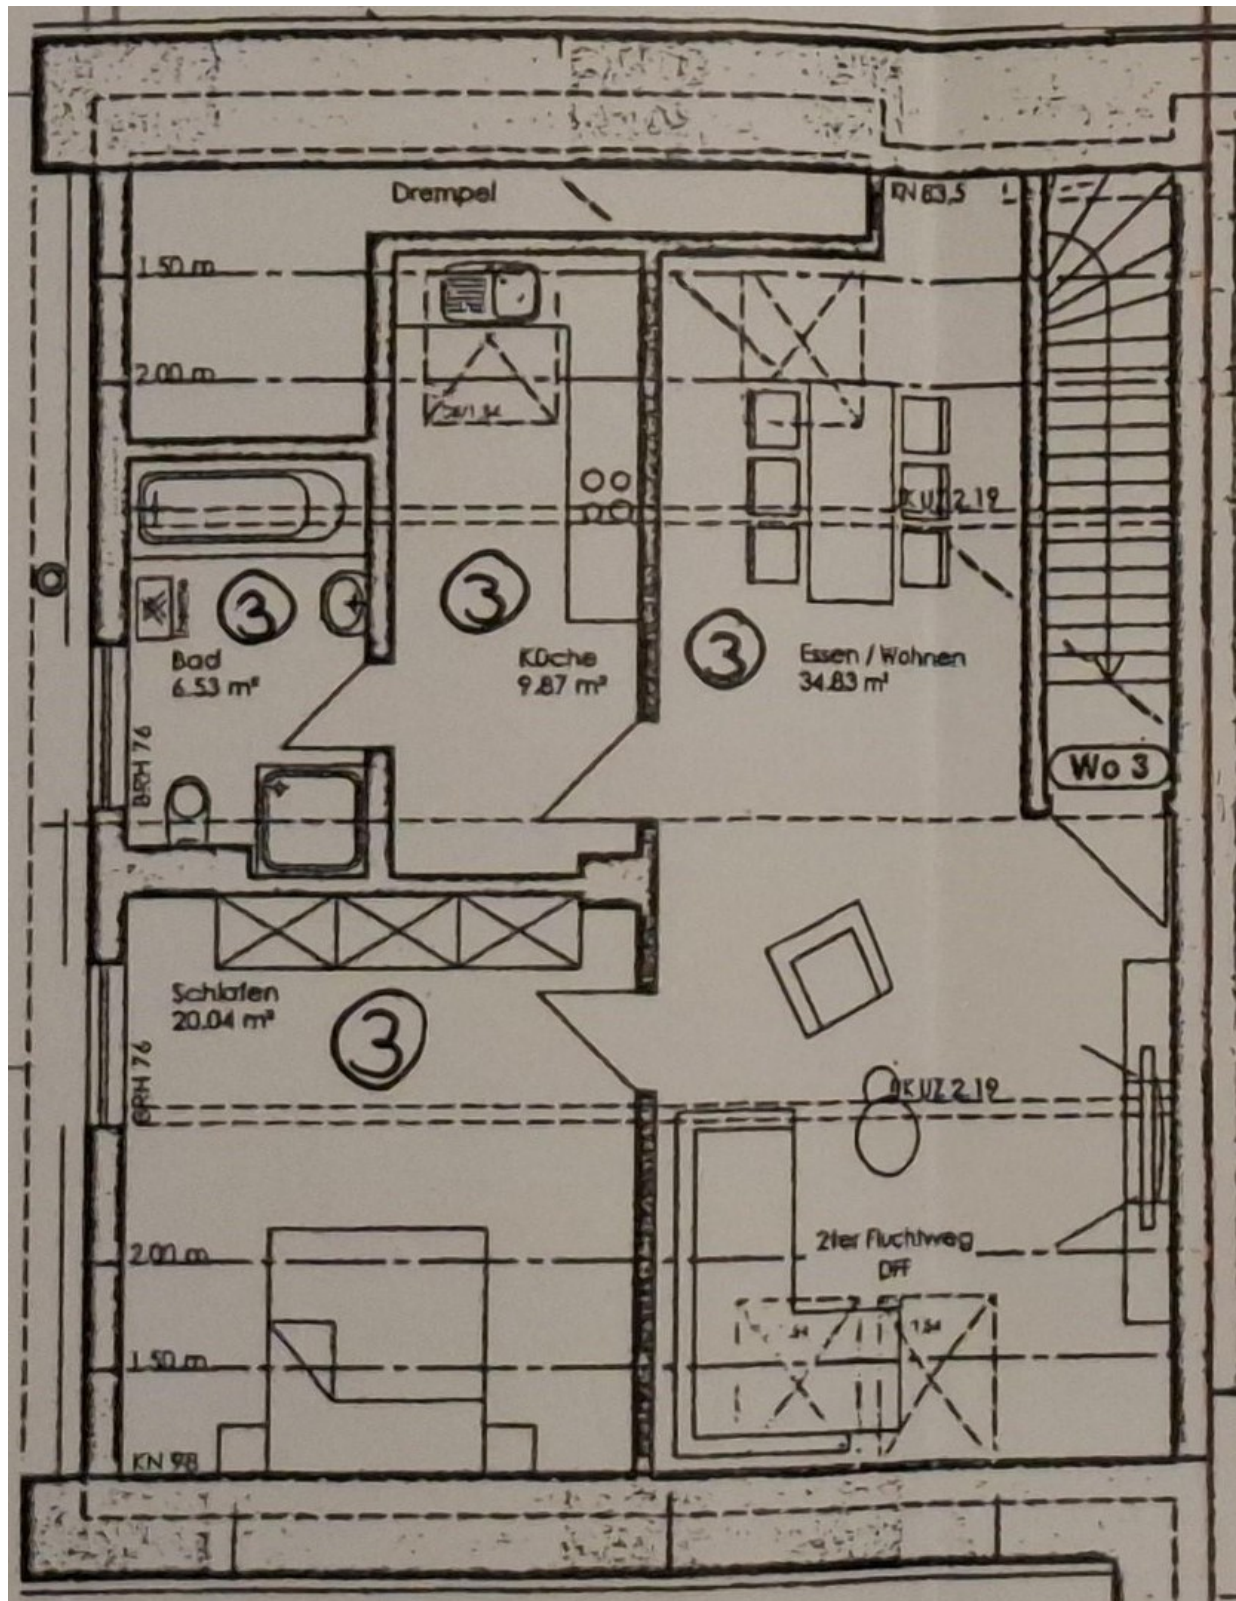 Drempel
KN 83,5
1.50 m
2.00 m
KUZ 2.19
3
3
3
Bad
6.53 m²
Küche
9.87 m²
Essen / Wohnen
34.83 m²
BRH 76
Wo 3
Schlafen
20.04 m²
3
BRH 76
KUZ 2.19
2.00 m
2ter Fluchtweg
DFF
1.50 m
KN 98